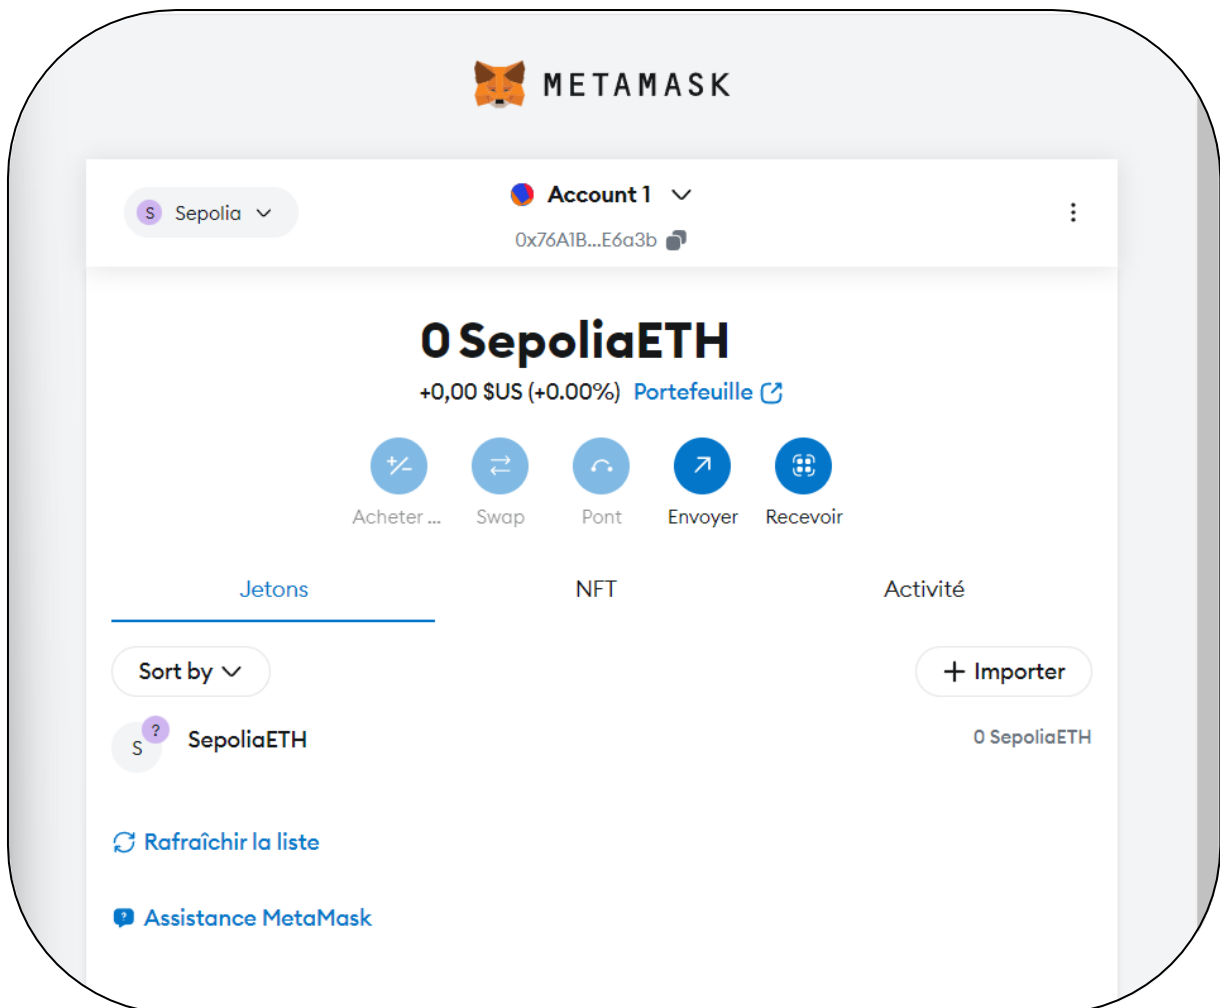 METAMASK
S Sepolia
Account 1
0x76A1B...E6a3b
0 SepoliaETH
+0,00 $US (+0.00%) Portefeuille
Acheter ... Swap Pont Envoyer Recevoir
Jetons NFT Activité
Sort by + Importer
S ? SepoliaETH 0 SepoliaETH
Rafraîchir la liste
? Assistance MetaMask